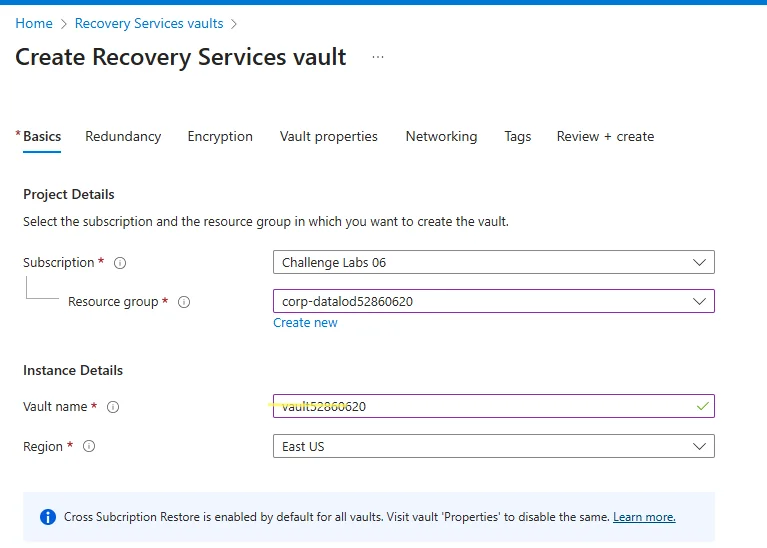 Home > Recovery Services vaults >
Create Recovery Services vault ...
* Basics Redundancy Encryption Vault properties Networking Tags Review + create
Project Details
Select the subscription and the resource group in which you want to create the vault.
Subscription * Challenge Labs 06
Resource group * corp-datalod52860620
Create new
Instance Details
Vault name * vault52860620
Region * East US
Cross Subcription Restore is enabled by default for all vaults. Visit vault 'Properties' to disable the same. Learn more.